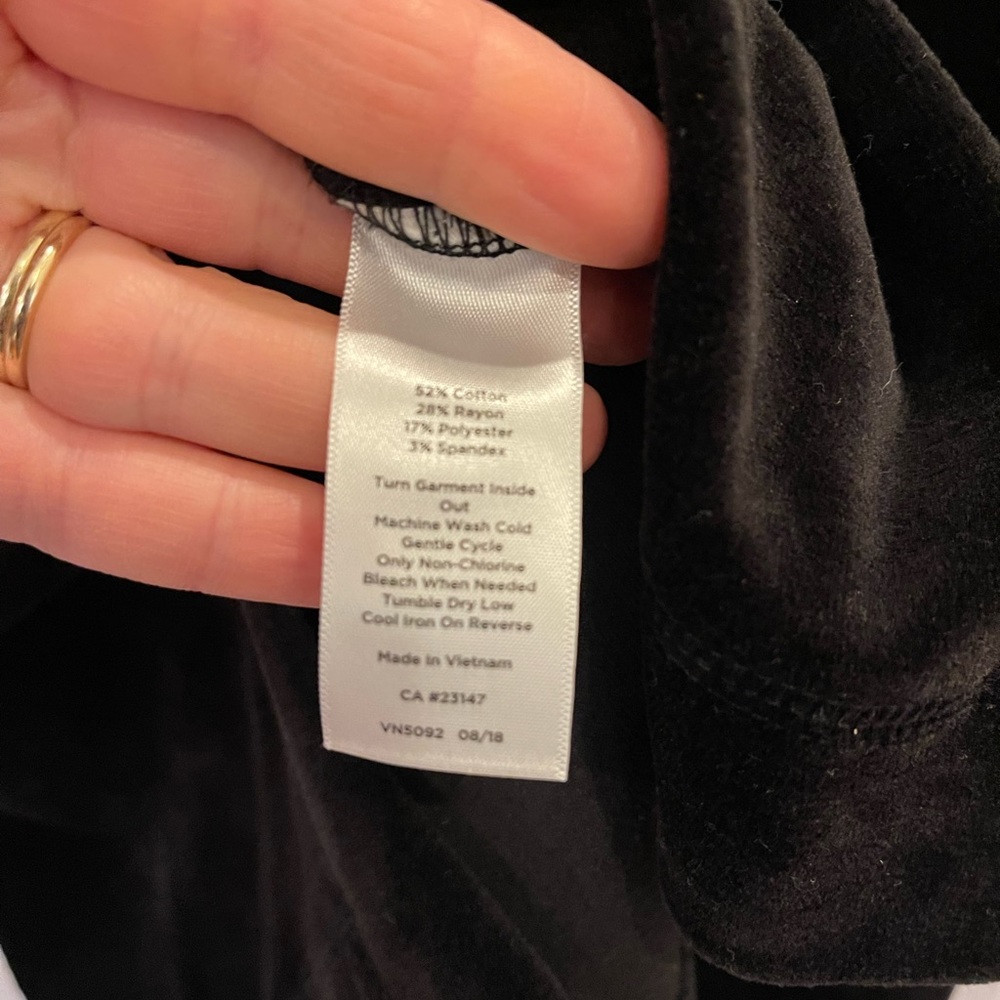 52% Cotton
28% Rayon
17% Polyester
3% Spandex
Turn Garment Inside
Out
Machine Wash Cold
Gentle Cycle
Only Non-Chlorine
Bleach When Needed
Tumble Dry Low
Cool Iron On Reverse
Made In Vietnam
CA #23147
VN5092 08/18